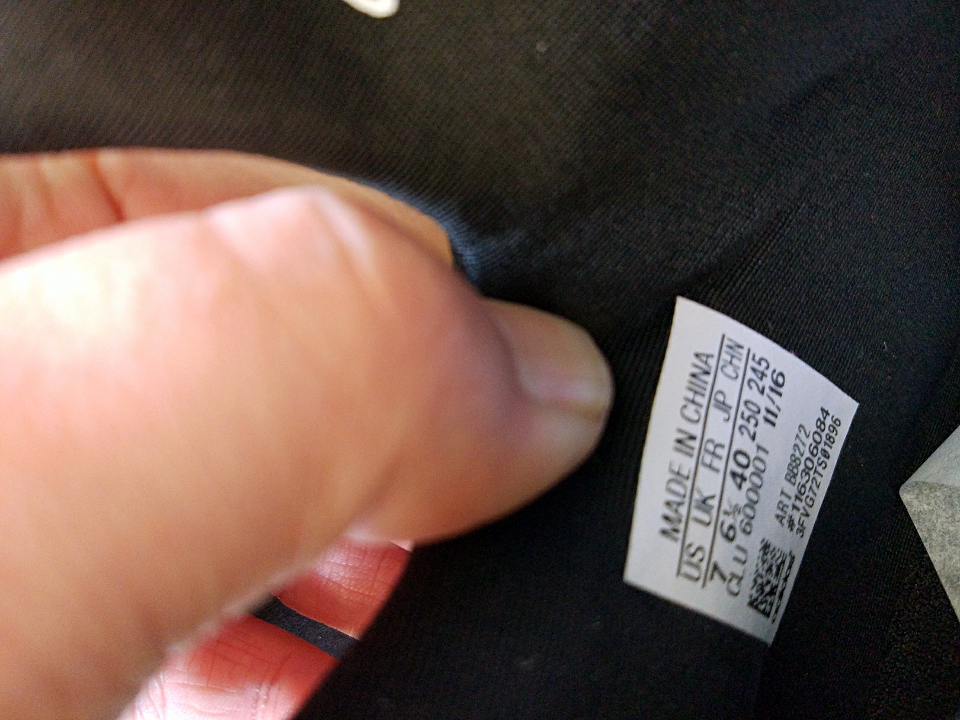 MADE IN CHINA
US UK FR JP CHN
7 6½ 40 250 245
CLU 600001 11/16
ART BB8272
#116306084
3FVG72TS01896